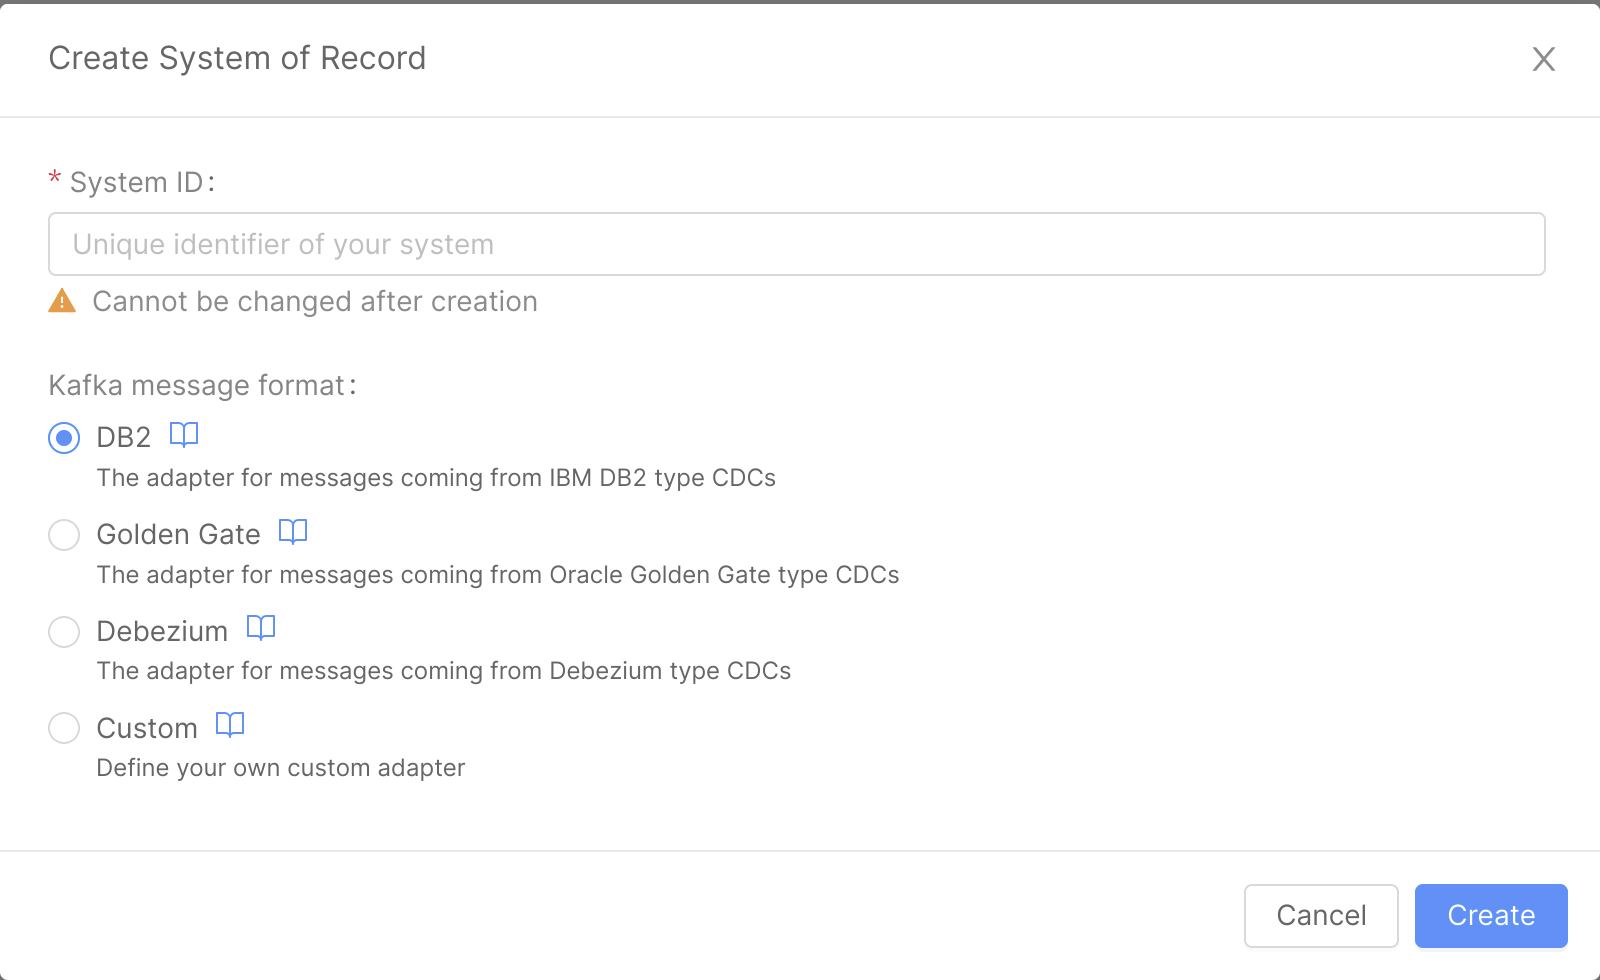 Create System of Record
* System ID:
Unique identifier of your system
Cannot be changed after creation
Kafka message format:
DB2
The adapter for messages coming from IBM DB2 type CDCs
Golden Gate
The adapter for messages coming from Oracle Golden Gate type CDCs
Debezium
The adapter for messages coming from Debezium type CDCs
Custom
Define your own custom adapter
Cancel Create